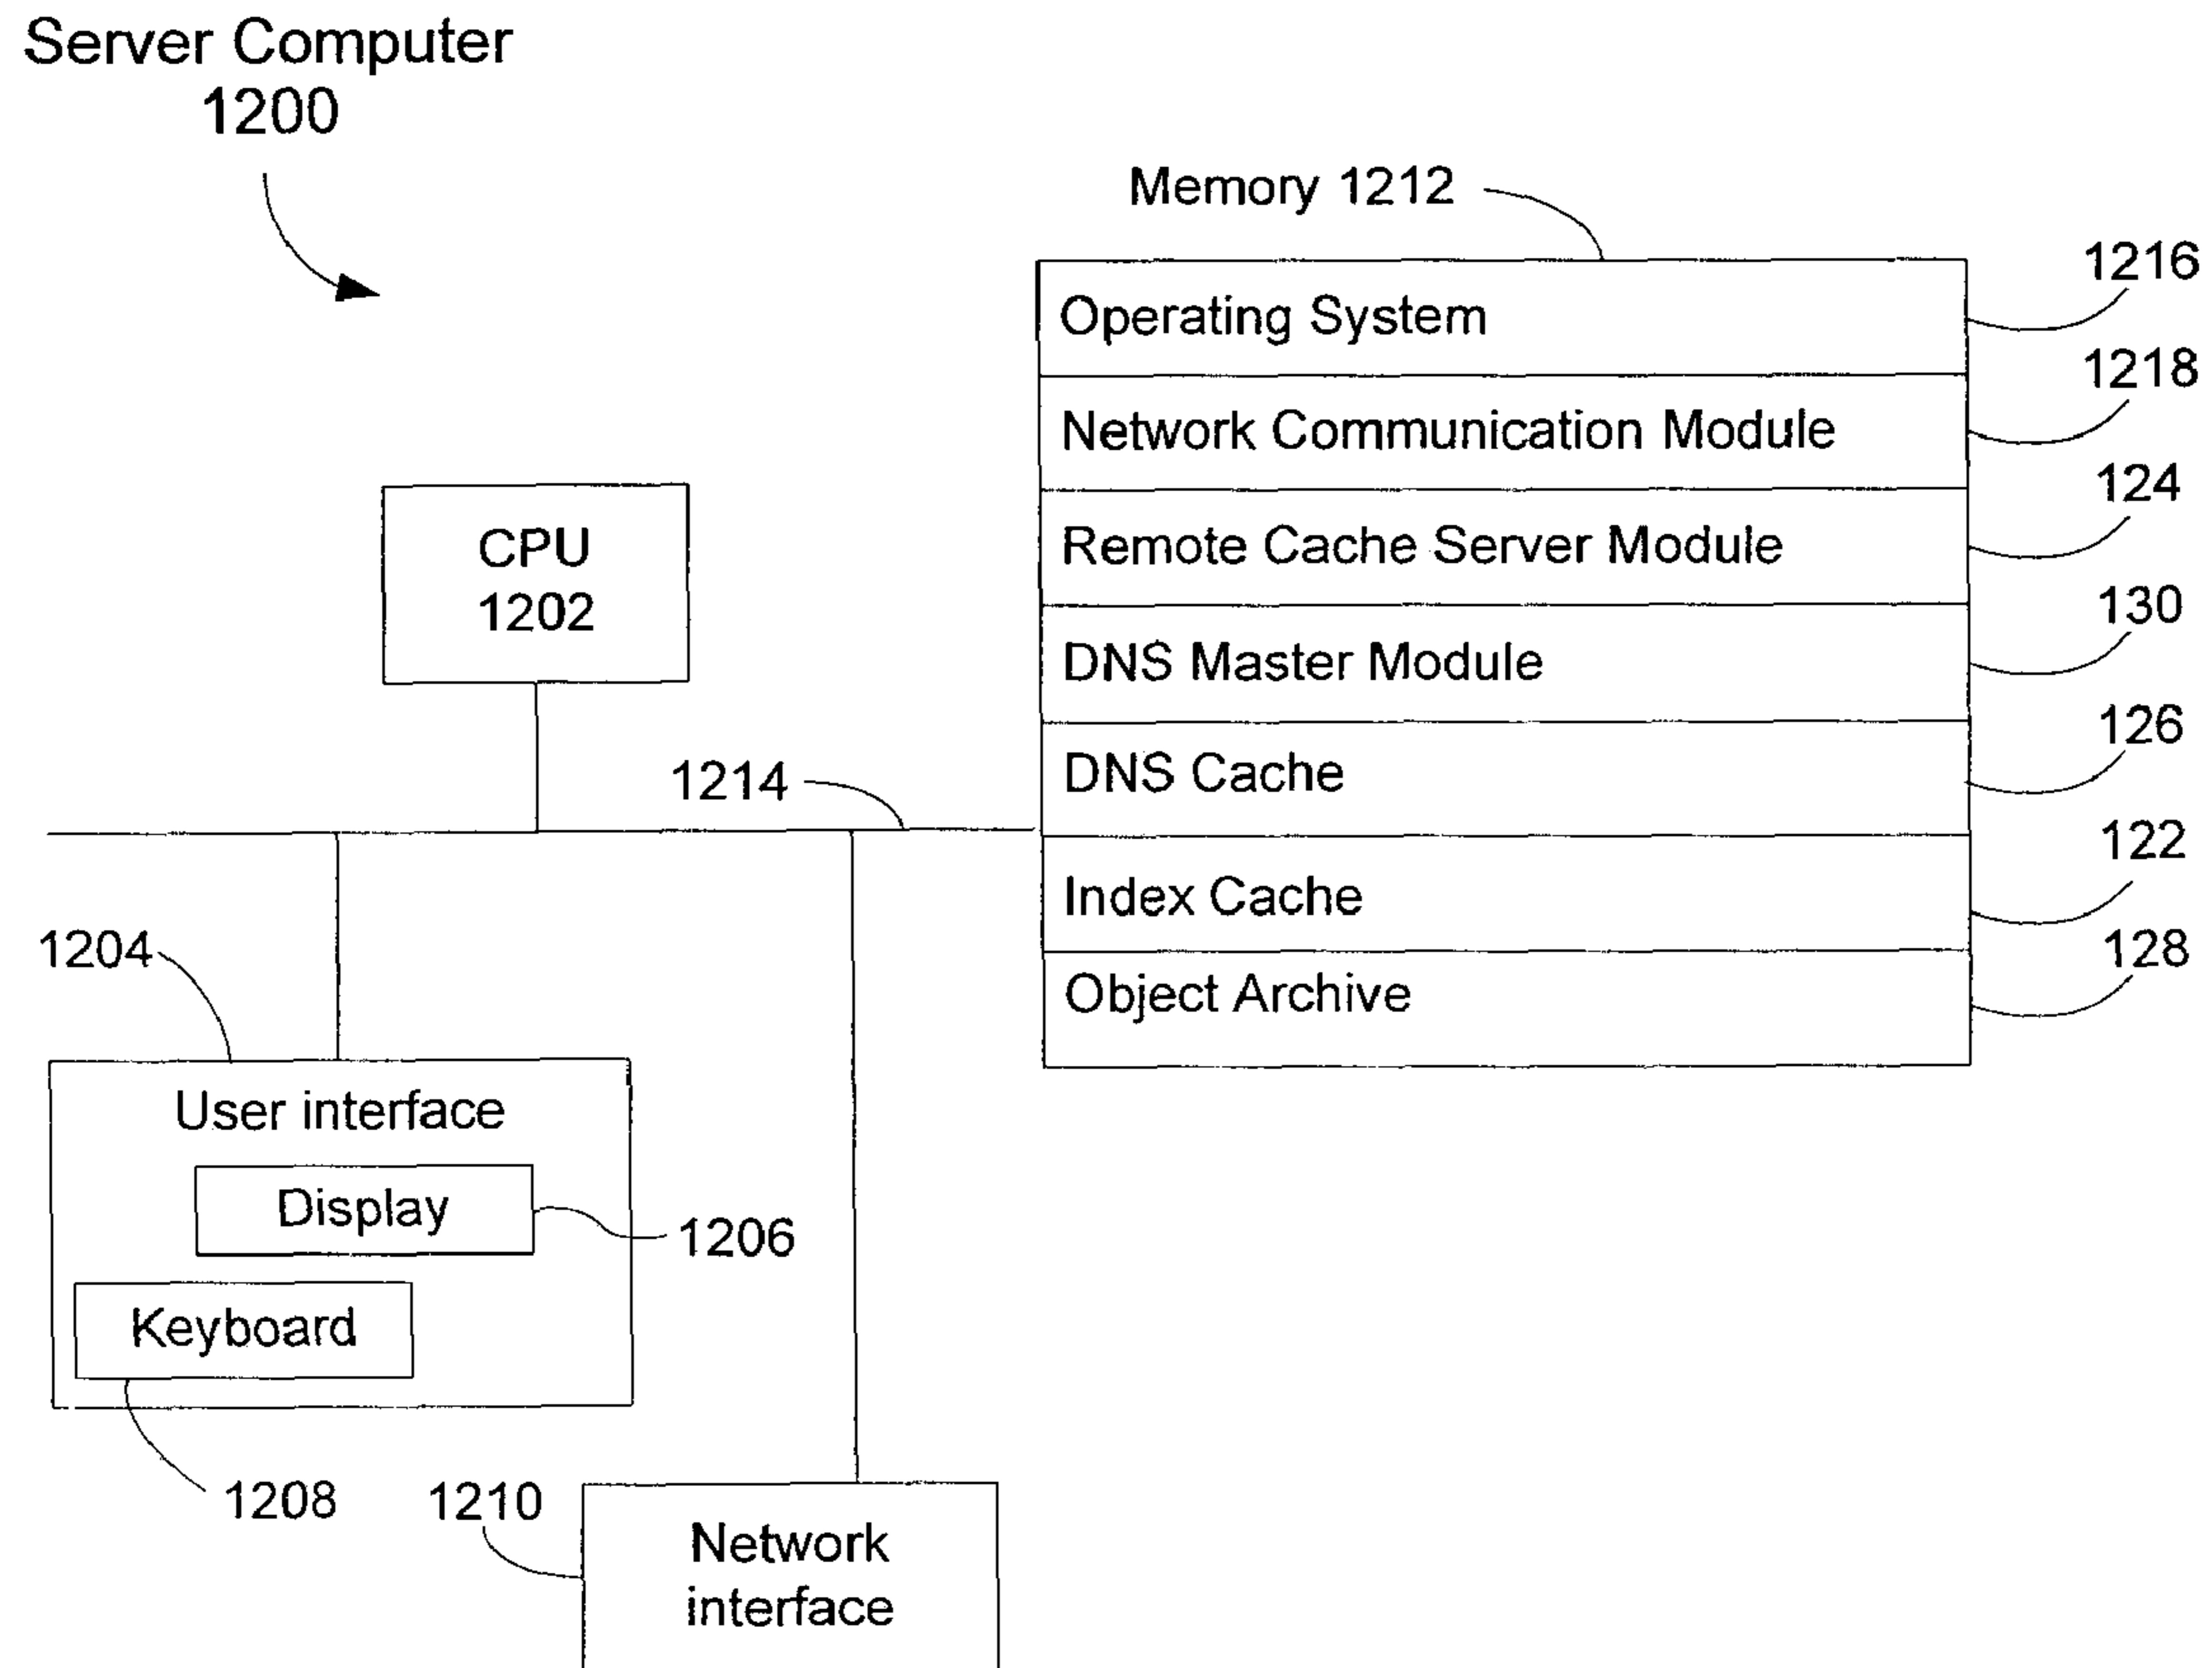 Server Computer
1200
Memory 1212
1216
Operating System
1218
Network Communication Module
124
Remote Cache Server Module
130
DNS Master Module
126
DNS Cache
122
Index Cache
128
Object Archive
CPU
1202
1214
1204
User interface
Display
1206
Keyboard
1208
1210
Network
interface